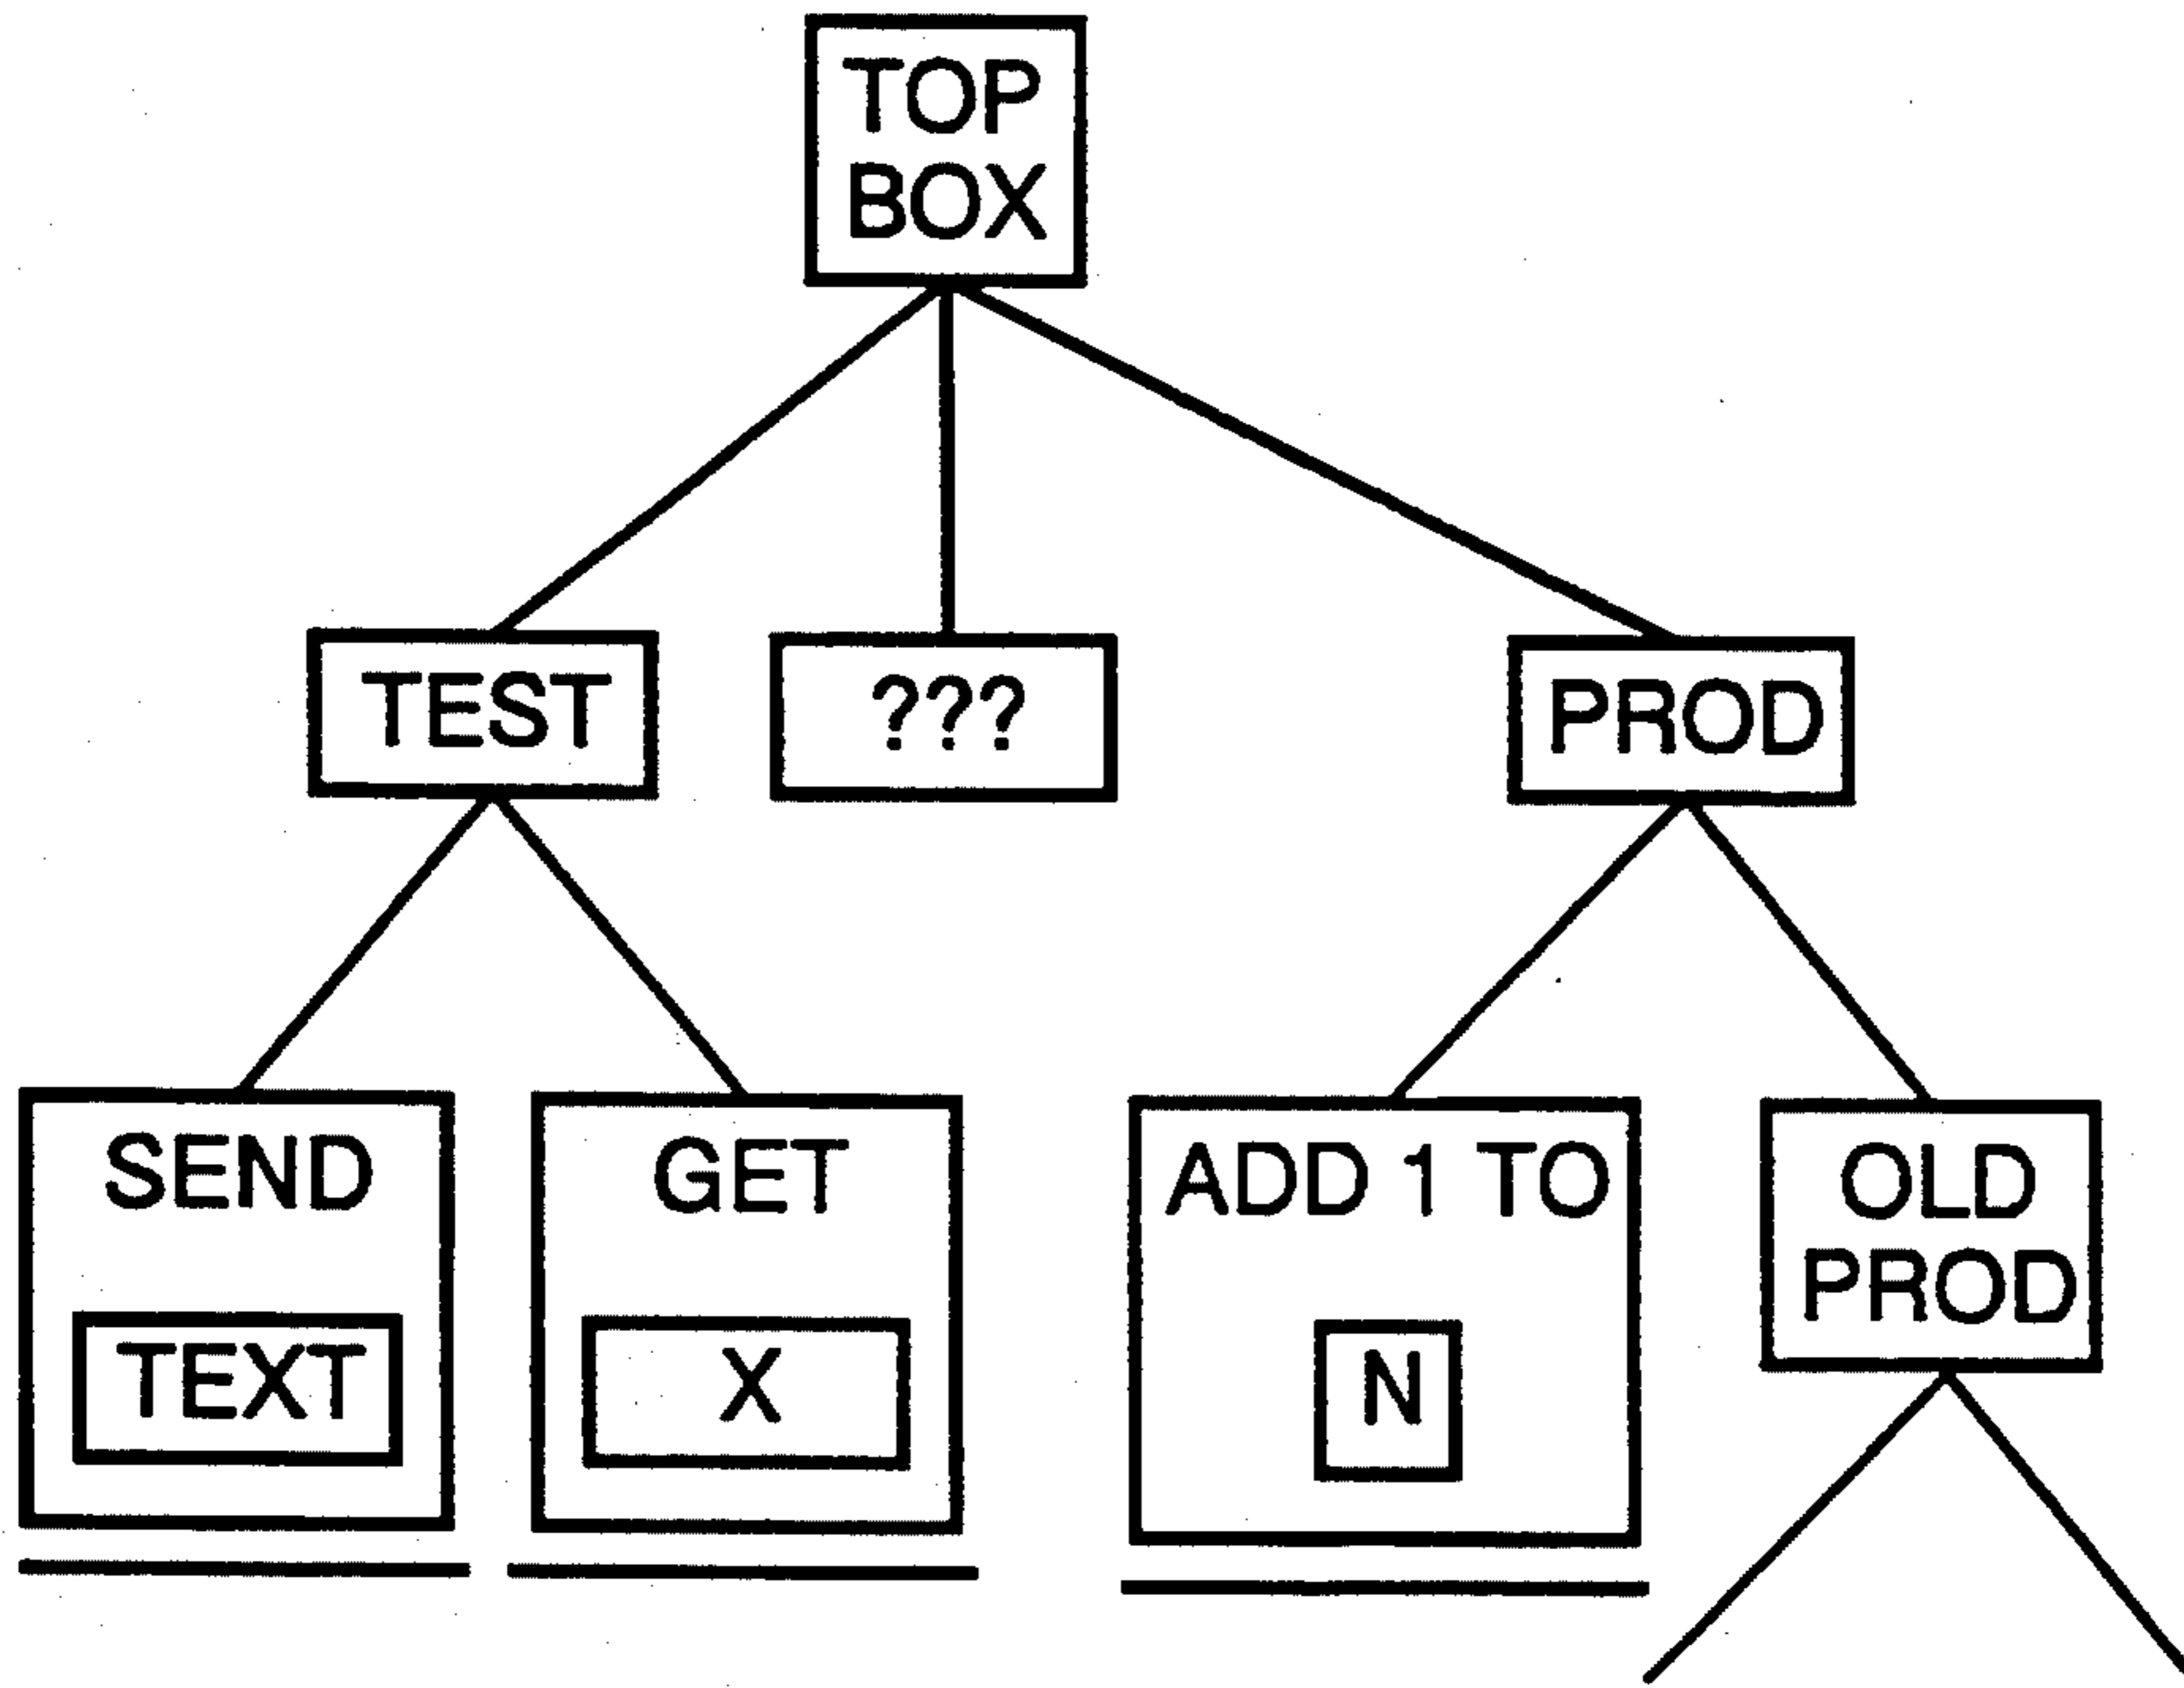 TOP
BOX
TEST
???
PROD
SEND
TEXT
GET
X
ADD 1 TO
N
OLD
PROD